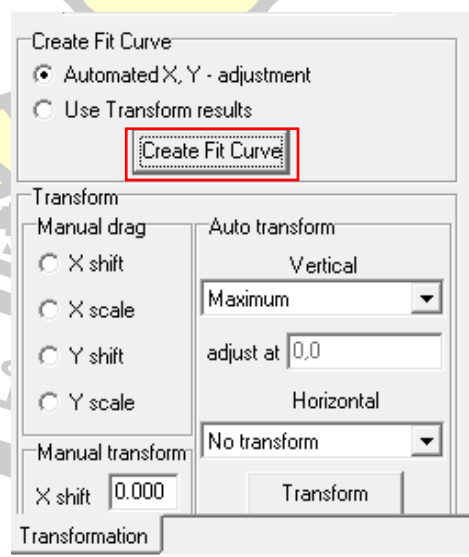 Create Fit Curve
Automated X, Y - adjustment
Use Transform results
Create Fit Curve
Transform
Manual drag
X shift
X scale
Y shift
Y scale
Manual transform
X shift 0.000
Auto transform
Vertical
Maximum
adjust at 0,0
Horizontal
No transform
Transform
Transformation